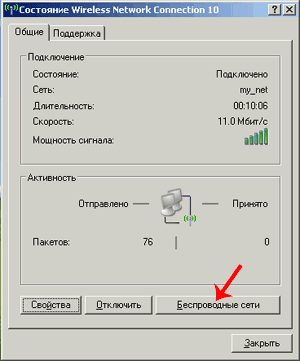 Состояние Wireless Network Connection 10
Общие Поддержка
Подключение
Состояние: Подключено
Сеть: my_net
Длительность: 00:10:06
Скорость: 11.0 Мбит/с
Мощность сигнала:
Активность
Отправлено — — Принято
Пакетов: 76 0
Свойства Отключить Беспроводные сети
Закрыть